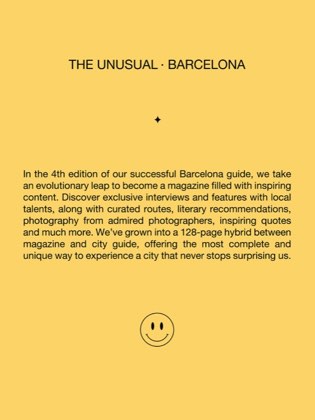 THE UNUSUAL · BARCELONA
In the 4th edition of our successful Barcelona guide, we take
an evolutionary leap to become a magazine filled with inspiring
content. Discover exclusive interviews and features with local
talents, along with curated routes, literary recommendations,
photography from admired photographers, inspiring quotes
and much more. We've grown into a 128-page hybrid between
magazine and city guide, offering the most complete and
unique way to experience a city that never stops surprising us.